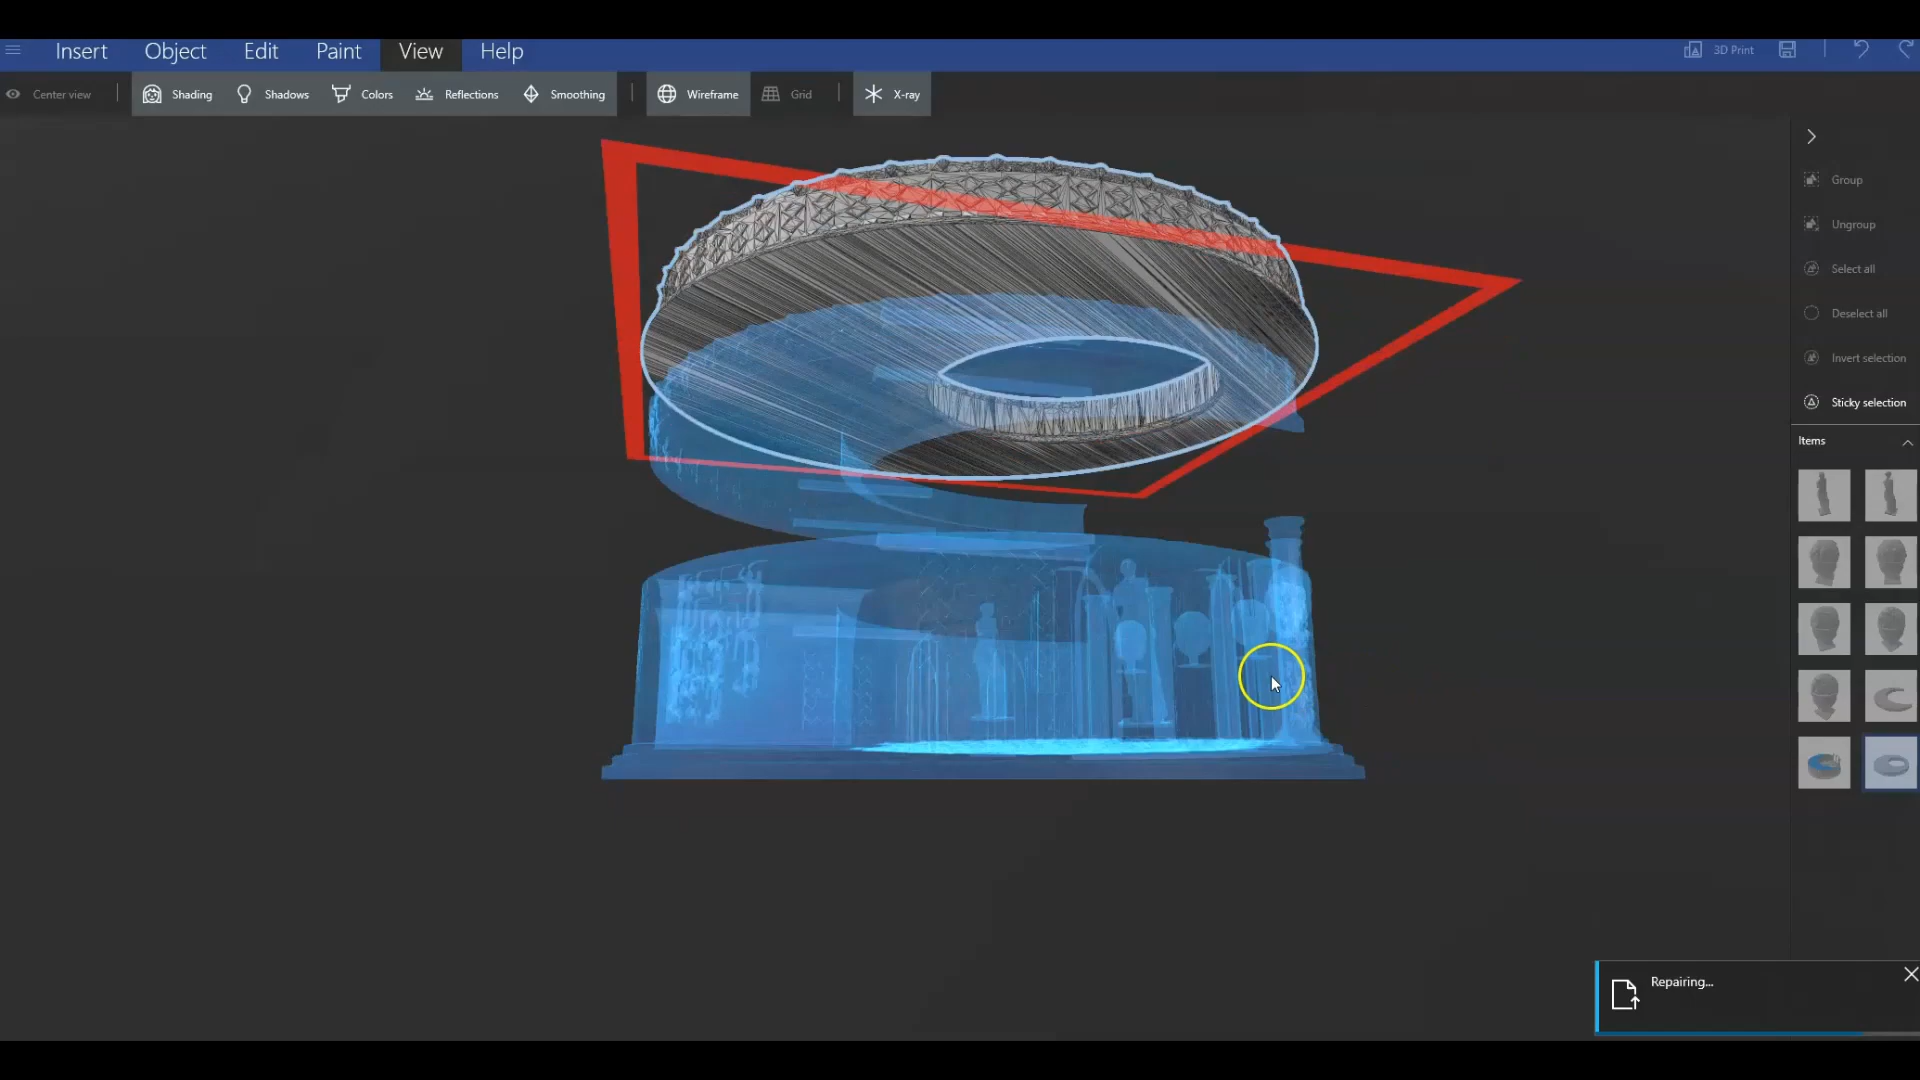 Insert Object Edit Paint View Help 3D Print
Center view Shading Shadows Colors Reflections Smoothing Wireframe Grid X-ray
Group
Ungroup
Select all
Deselect all
Invert selection
Sticky selection
Items
Repairing...